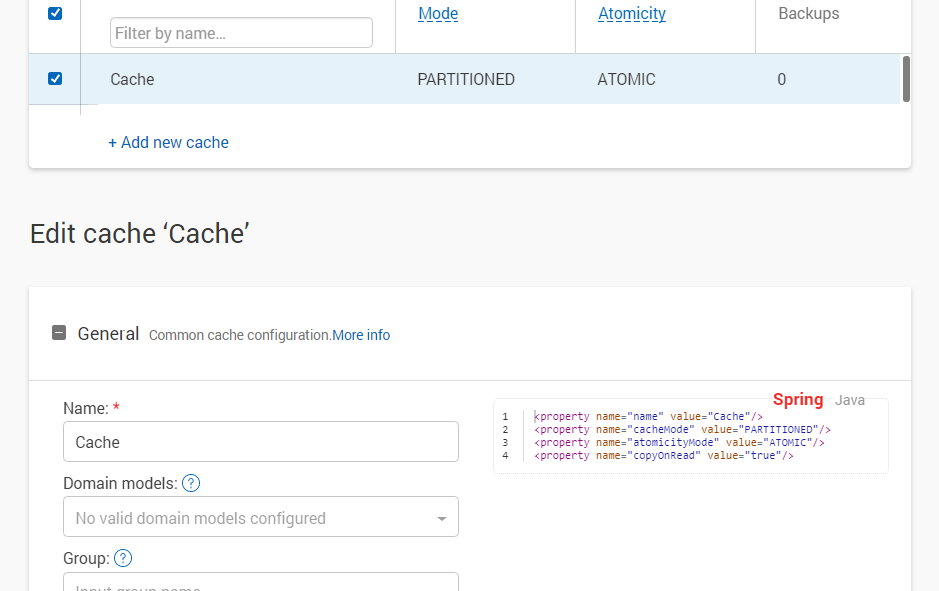 Mode Atomicity Backups
Filter by name...
Cache PARTITIONED ATOMIC 0
+ Add new cache
Edit cache ‘Cache’
General Common cache configuration.More info
Spring Java
Name: *
Cache
1 <property name="name" value="Cache"/>
2 <property name="cacheMode" value="PARTITIONED"/>
3 <property name="atomicityMode" value="ATOMIC"/>
4 <property name="copyOnRead" value="true"/>
Domain models: ?
No valid domain models configured
Group: ?
Input group name